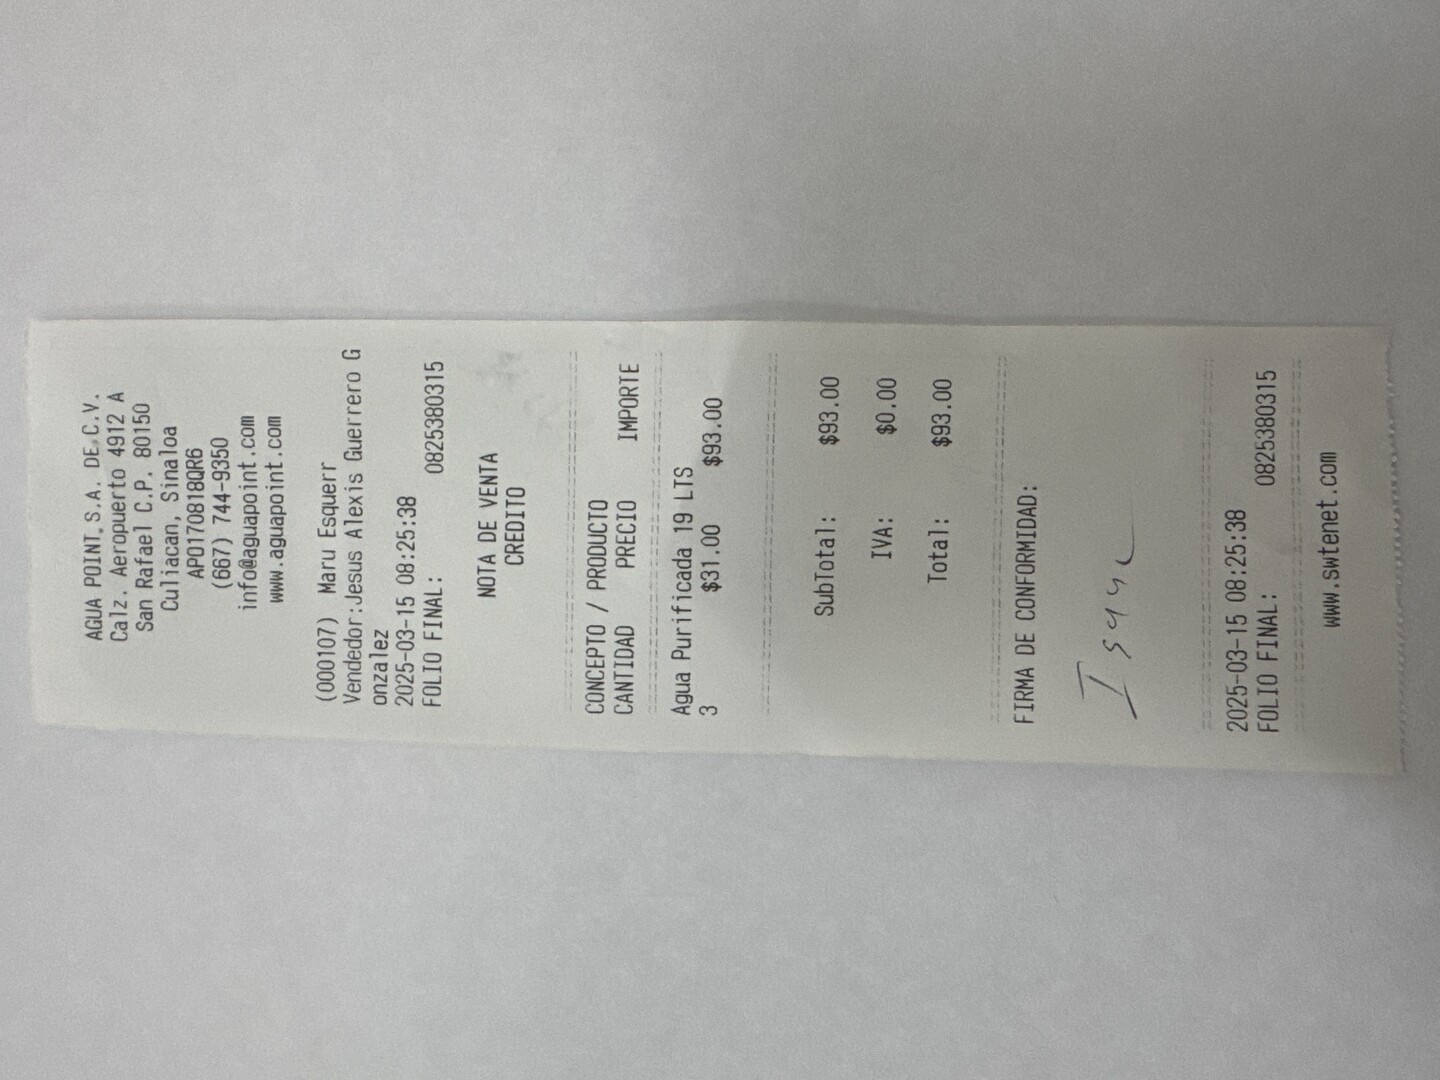 AGUA POINT, S.A. DE C.V.
Calz. Aeropuerto 4912 A
San Rafael C.P. 80150
Culiacan, Sinaloa
APO170818QR6
(667) 744-9350
info@aguapoint.com
www.aguapoint.com
(000107) Maru Esquerr
Vendedor:Jesus Alexis Guerrero G
onzalez
2025-03-15 08:25:38
FOLIO FINAL: 0825380315
NOTA DE VENTA
CREDITO
CONCEPTO / PRODUCTO
CANTIDAD PRECIO IMPORTE
Agua Purificada 19 LTS
3 $31.00 $93.00
SubTotal: $93.00
IVA: $0.00
Total: $93.00
FIRMA DE CONFORMIDAD:
2025-03-15 08:25:38
FOLIO FINAL: 0825380315
www.swtenet.com